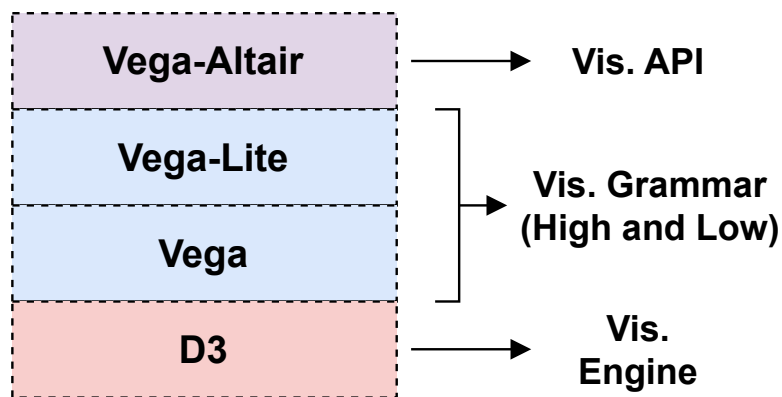 Vega-Altair
Vis. API
Vega-Lite
Vis. Grammar
(High and Low)
Vega
D3
Vis.
Engine